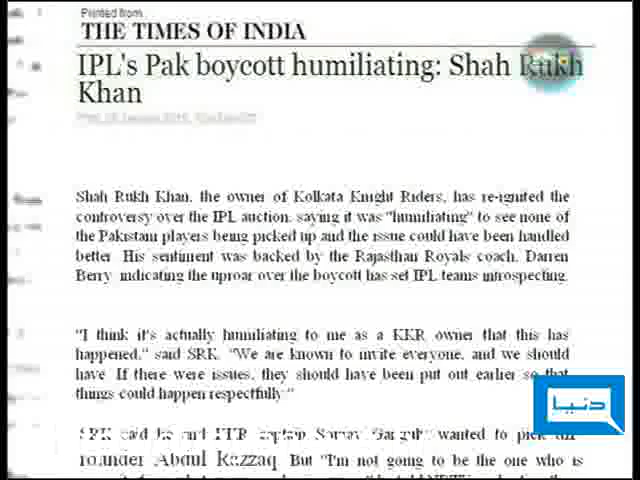 Printed from
THE TIMES OF INDIA
IPL's Pak boycott humiliating: Shah Rukh
Khan
Shah Rukh Khan, the owner of Kolkata Knight Riders, has re-ignited the
controversy over the IPL auction, saying it was "humiliating" to see none of
the Pakistani players being picked up and the issue could have been handled
better. His sentiment was backed by the Rajasthan Royals coach, Darren
Berry, indicating the uproar over the boycott has set IPL teams introspecting.
"I think it's actually humiliating to me as a KKR owner that this has
happened," said SRK. "We are known to invite everyone, and we should
have. If there were issues, they should have been put out earlier so that
things could happen respectfully."
دنیا
SRK said he and captain wanted to pick
rounder Abdul Razzaq. But "I'm not going to be the one who is